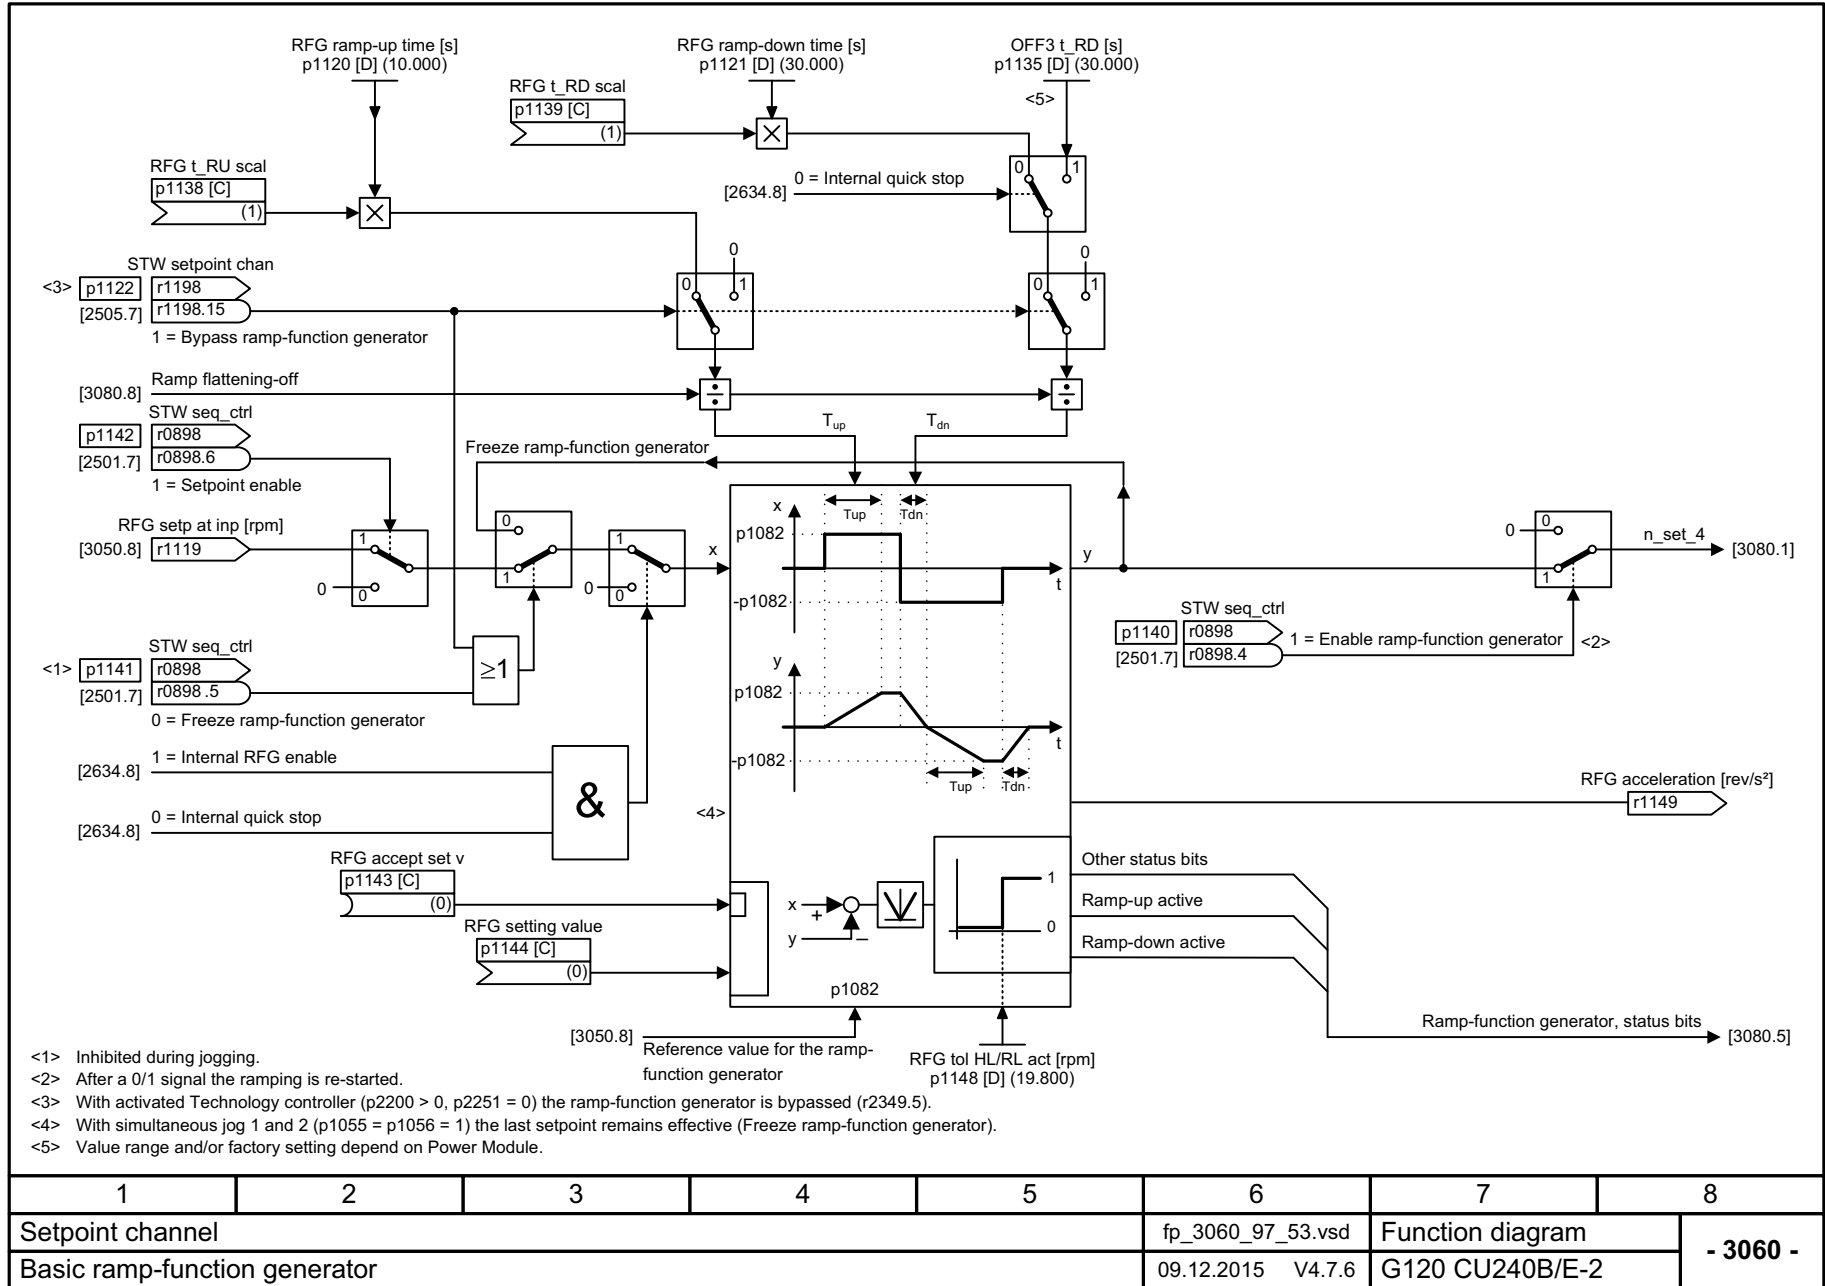 RFG ramp-up time [s]
p1120 [D] (10.000)
RFG ramp-down time [s]
p1121 [D] (30.000)
OFF3 t_RD [s]
p1135 [D] (30.000)
<5>
RFG t_RD scal
p1139 [C]
(1)
RFG t_RU scal
p1138 [C]
(1)
[2634.8]
0 = Internal quick stop
0
1
STW setpoint chan
<3>
p1122
r1198
[2505.7]
r1198.15
1 = Bypass ramp-function generator
0
0
1
0
0
1
[3080.8]
Ramp flattening-off
÷
÷
STW seq_ctrl
p1142
r0898
[2501.7]
r0898.6
1 = Setpoint enable
Tup
Tdn
Freeze ramp-function generator
RFG setp at inp [rpm]
[3050.8]
r1119
1
0
0
0
1
1
0
0
x
x
p1082
-p1082
Tup
Tdn
t
y
p1082
-p1082
Tup
Tdn
t
y
0
0
1
n_set_4
[3080.1]
STW seq_ctrl
p1140
r0898
[2501.7]
r0898.4
1 = Enable ramp-function generator
<2>
STW seq_ctrl
<1>
p1141
r0898
[2501.7]
r0898 .5
0 = Freeze ramp-function generator
≥1
[2634.8]
1 = Internal RFG enable
&
[2634.8]
0 = Internal quick stop
<4>
RFG acceleration [rev/s²]
r1149
RFG accept set v
p1143 [C]
(0)
RFG setting value
p1144 [C]
(0)
x
+
y
–
1
0
p1082
Other status bits
Ramp-up active
Ramp-down active
Ramp-function generator, status bits
[3080.5]
[3050.8]
Reference value for the ramp-
function generator
RFG tol HL/RL act [rpm]
p1148 [D] (19.800)
<1> Inhibited during jogging.
<2> After a 0/1 signal the ramping is re-started.
<3> With activated Technology controller (p2200 > 0, p2251 = 0) the ramp-function generator is bypassed (r2349.5).
<4> With simultaneous jog 1 and 2 (p1055 = p1056 = 1) the last setpoint remains effective (Freeze ramp-function generator).
<5> Value range and/or factory setting depend on Power Module.
1 2 3 4 5 6 7 8
Setpoint channel
fp_3060_97_53.vsd
Function diagram
- 3060 -
Basic ramp-function generator
09.12.2015 V4.7.6
G120 CU240B/E-2